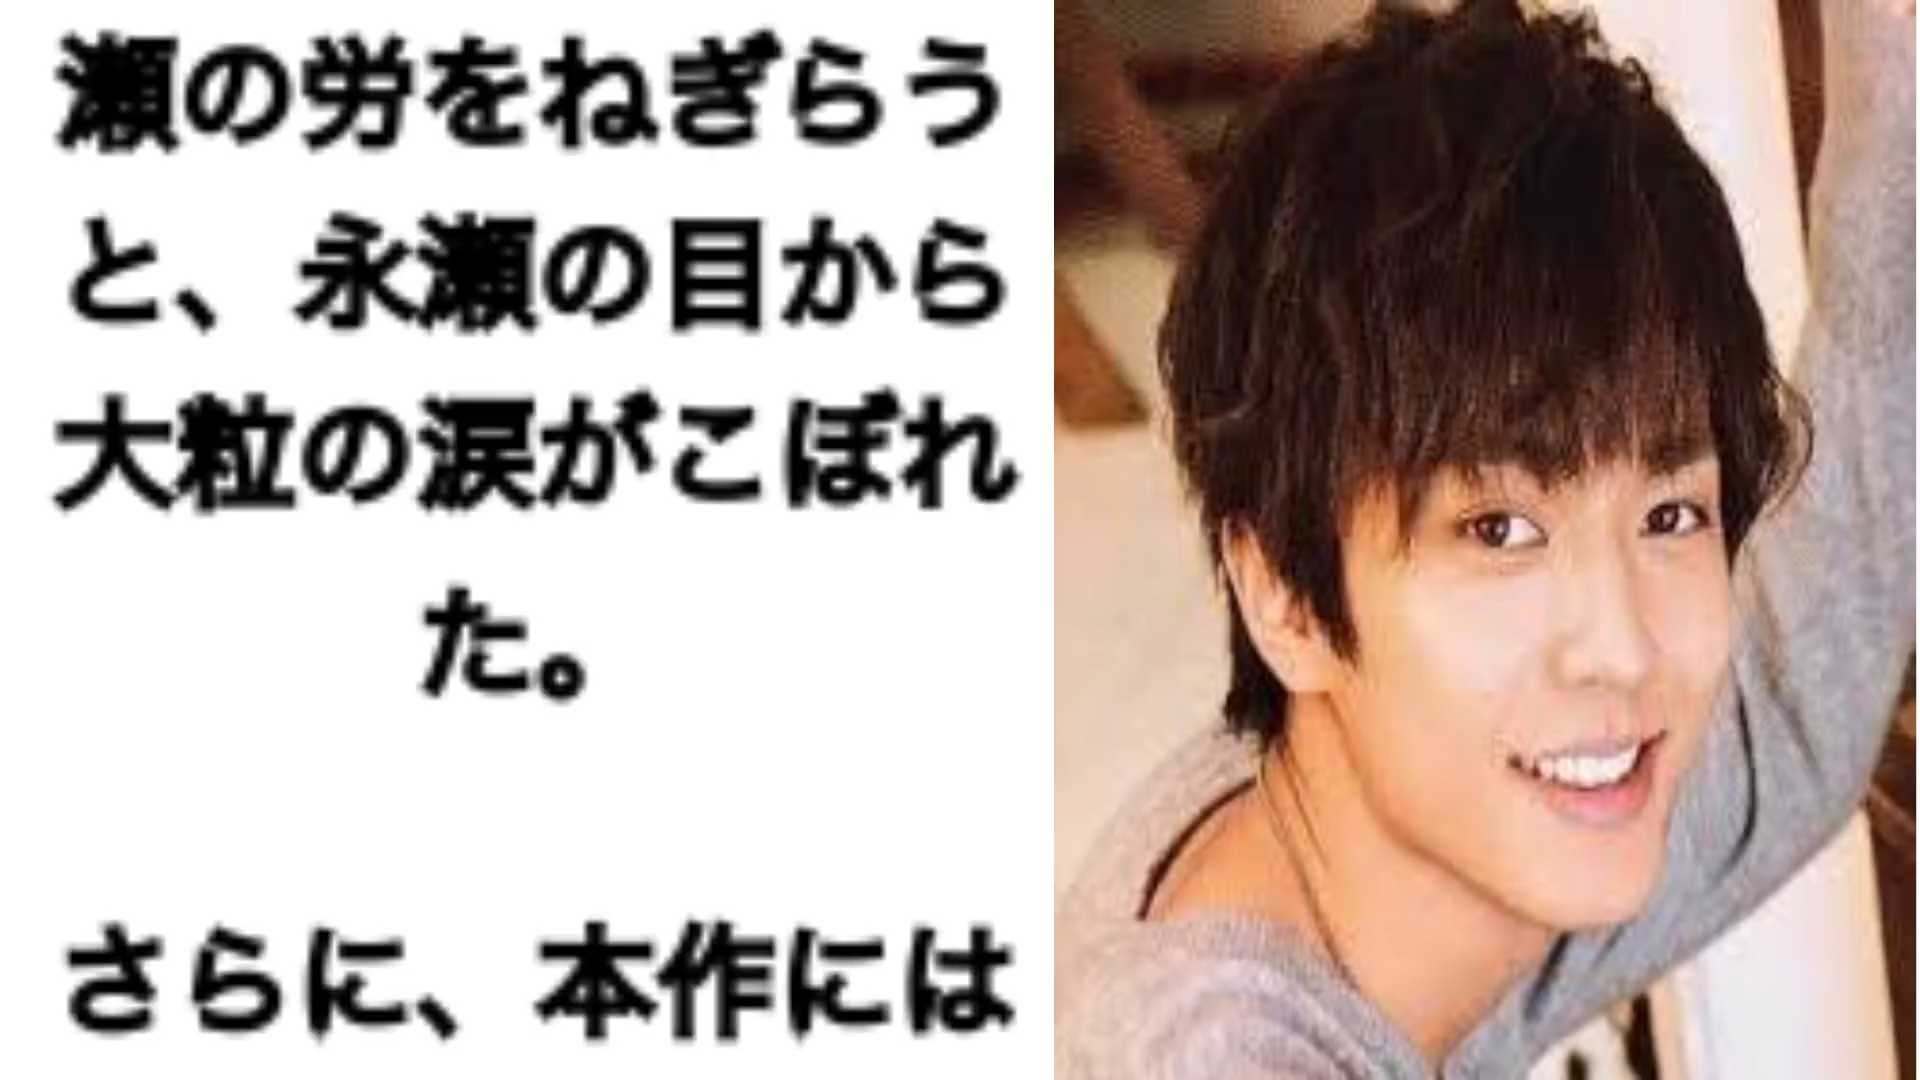 瀬の労をねぎらう
と、永瀬の目から
大粒の涙がこぼれ
た。
さらに、本作には